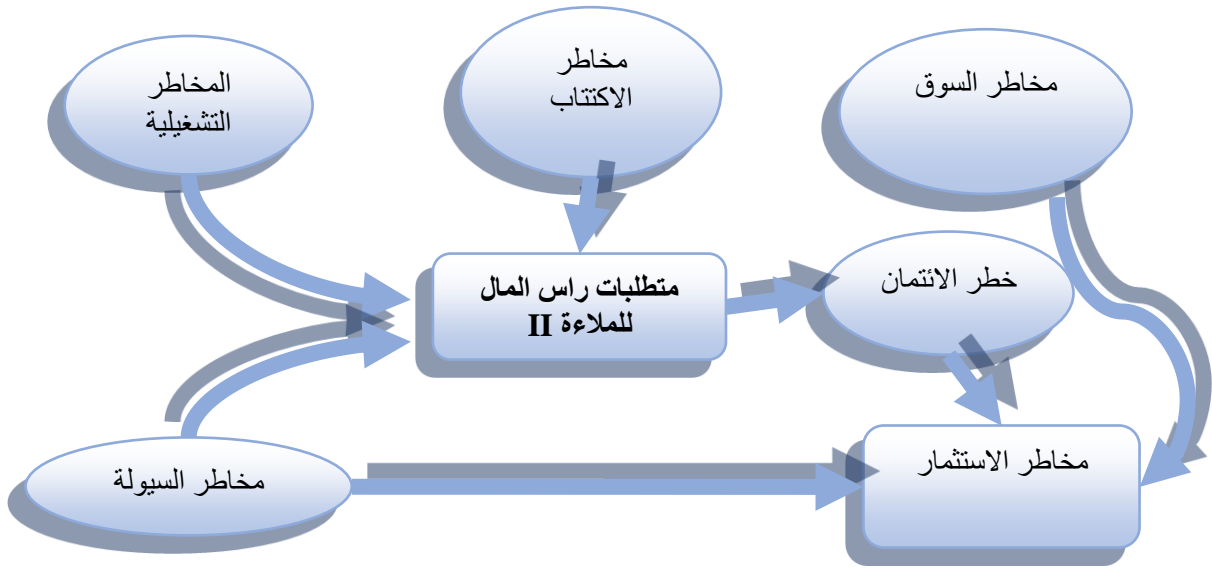 مخاطر السوق
مخاطر
الاكتتاب
المخاطر
التشغيلية
خطر الائتمان
متطلبات راس المال
للملاءة II
مخاطر الاستثمار
مخاطر السيولة